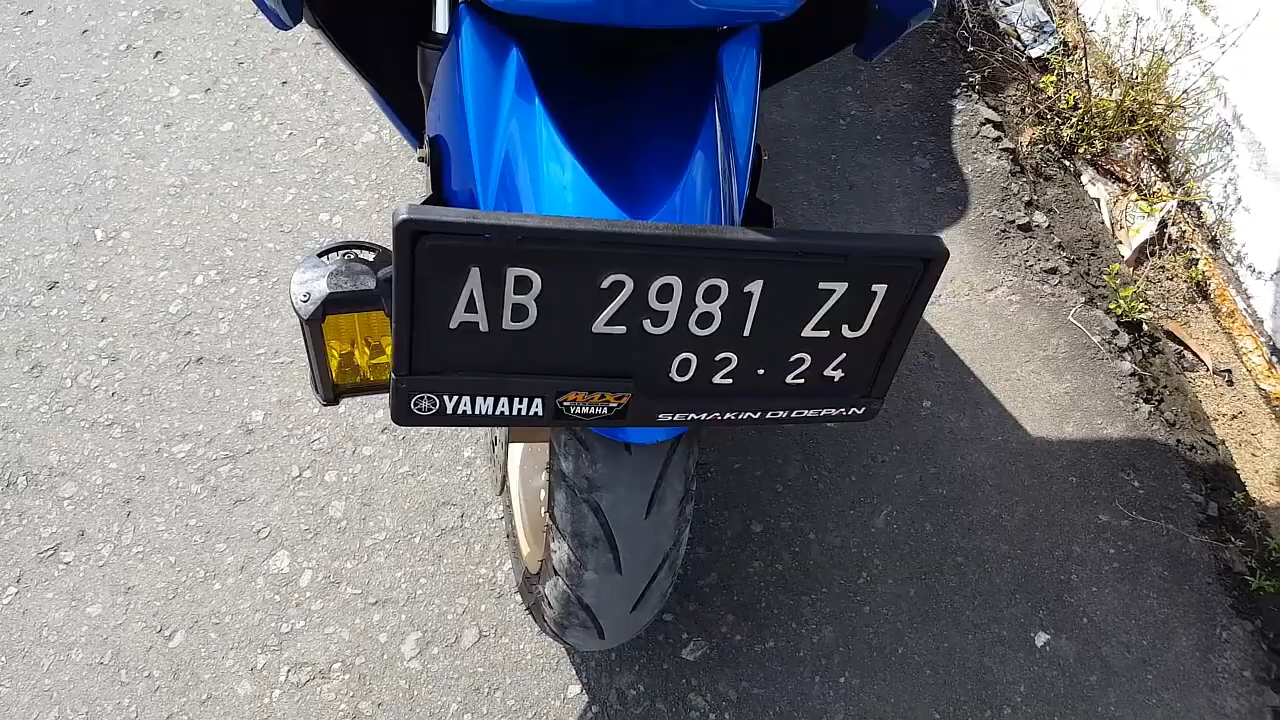 AB 2981 ZJ
02·24
YAMAHA
MAXI
YAMAHA
SEMAKIN Di DEPAN